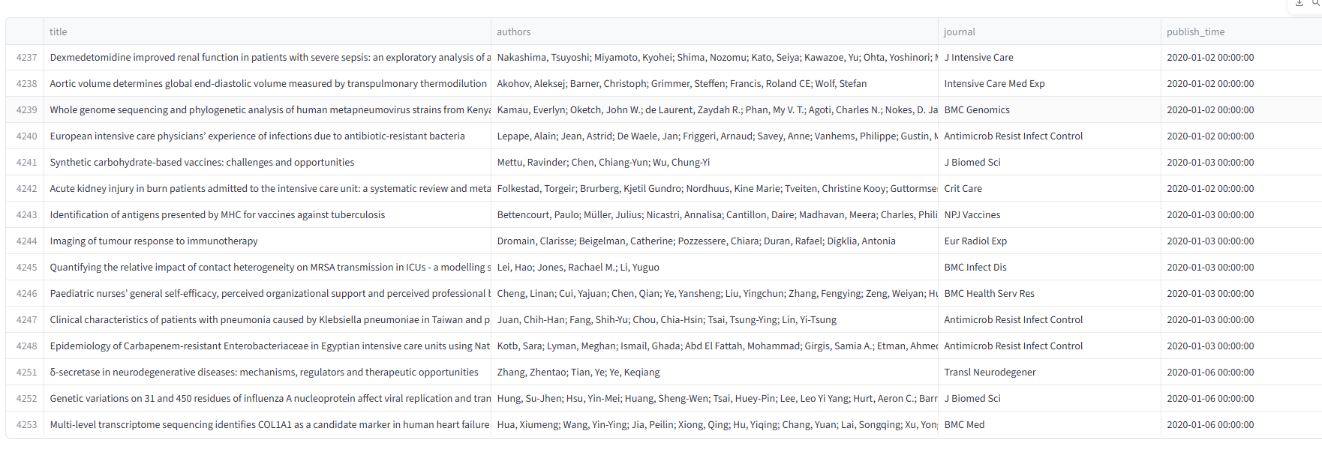 title authors journal publish_time
4237 Dexmedetomidine improved renal function in patients with severe sepsis: an exploratory analysis of a Nakashima, Tsuyoshi; Miyamoto, Kyohei; Shima, Nozomu; Kato, Seiya; Kawazoe, Yu; Ohta, Yoshinori; J Intensive Care 2020-01-02 00:00:00
4238 Aortic volume determines global end-diastolic volume measured by transpulmonary thermodilution Akohov, Aleksej; Barner, Christoph; Grimmer, Steffen; Francis, Roland CE; Wolf, Stefan Intensive Care Med Exp 2020-01-02 00:00:00
4239 Whole genome sequencing and phylogenetic analysis of human metapneumovirus strains from Kenya Kamau, Everlyn; Oketch, John W.; de Laurent, Zaydah R.; Phan, My V. T.; Agoti, Charles N.; Nokes, D. Ja BMC Genomics 2020-01-02 00:00:00
4240 European intensive care physicians' experience of infections due to antibiotic-resistant bacteria Lepape, Alain; Jean, Astrid; De Waele, Jan; Friggeri, Arnaud; Savey, Anne; Vanhems, Philippe; Gustin, Antimicrob Resist Infect Control 2020-01-02 00:00:00
4241 Synthetic carbohydrate-based vaccines: challenges and opportunities Mettu, Ravinder; Chen, Chiang-Yun; Wu, Chung-Yi J Biomed Sci 2020-01-03 00:00:00
4242 Acute kidney injury in burn patients admitted to the intensive care unit: a systematic review and meta Folkestad, Torgeir; Brurberg, Kjetil Gundro; Nordhuus, Kine Marie; Tveiten, Christine Kooy; Guttormse Crit Care 2020-01-02 00:00:00
4243 Identification of antigens presented by MHC for vaccines against tuberculosis Bettencourt, Paulo; Müller, Julius; Nicastri, Annalisa; Cantillon, Daire; Madhavan, Meera; Charles, Phili NPJ Vaccines 2020-01-03 00:00:00
4244 Imaging of tumour response to immunotherapy Dromain, Clarisse; Beigelman, Catherine; Pozzessere, Chiara; Duran, Rafael; Digklia, Antonia Eur Radiol Exp 2020-01-03 00:00:00
4245 Quantifying the relative impact of contact heterogeneity on MRSA transmission in ICUs - a modelling s Lei, Hao; Jones, Rachael M.; Li, Yuguo BMC Infect Dis 2020-01-03 00:00:00
4246 Paediatric nurses' general self-efficacy, perceived organizational support and perceived professional Cheng, Linan; Cui, Yajuan; Chen, Qian; Ye, Yansheng; Liu, Yingchun; Zhang, Fengying; Zeng, Weiyan; Hu BMC Health Serv Res 2020-01-03 00:00:00
4247 Clinical characteristics of patients with pneumonia caused by Klebsiella pneumoniae in Taiwan and p Juan, Chih-Han; Fang, Shih-Yu; Chou, Chia-Hsin; Tsai, Tsung-Ying; Lin, Yi-Tsung Antimicrob Resist Infect Control 2020-01-03 00:00:00
4248 Epidemiology of Carbapenem-resistant Enterobacteriaceae in Egyptian intensive care units using Nat Kotb, Sara; Lyman, Meghan; Ismail, Ghada; Abd El Fattah, Mohammad; Girgis, Samia A.; Etman, Ahmed Antimicrob Resist Infect Control 2020-01-03 00:00:00
4251 δ-secretase in neurodegenerative diseases: mechanisms, regulators and therapeutic opportunities Zhang, Zhentao; Tian, Ye; Ye, Keqiang Transl Neurodegener 2020-01-06 00:00:00
4252 Genetic variations on 31 and 450 residues of influenza A nucleoprotein affect viral replication and tran Hung, Su-Jhen; Hsu, Yin-Mei; Huang, Sheng-Wen; Tsai, Huey-Pin; Lee, Leo Yi Yang; Hurt, Aeron C.; Barr J Biomed Sci 2020-01-06 00:00:00
4253 Multi-level transcriptome sequencing identifies COL1A1 as a candidate marker in human heart failure Hua, Xiumeng; Wang, Yin-Ying; Jia, Peilin; Xiong, Qing; Hu, Yiqing; Chang, Yuan; Lai, Songqing; Xu, Yon BMC Med 2020-01-06 00:00:00